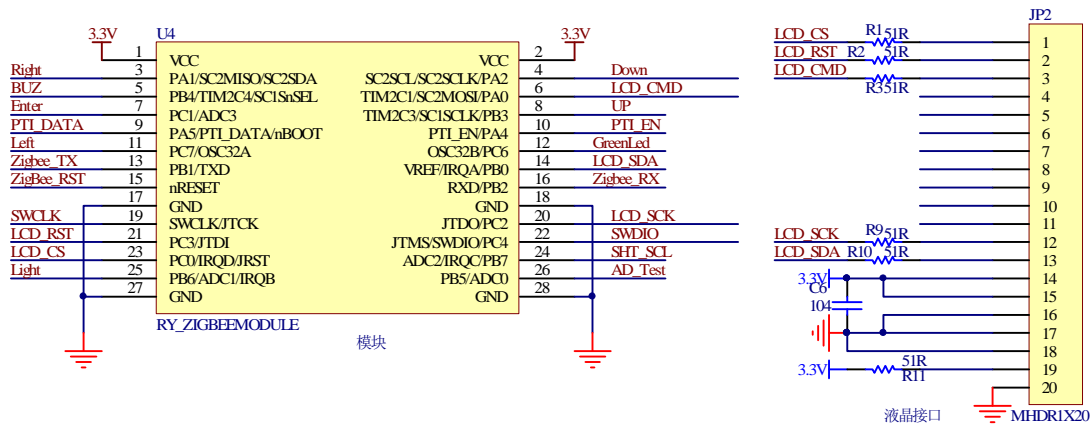 JP2
3.3V U4 3.3V
LCD_CS R1 51R 1
1 VCC VCC 2
LCD_RST R2 51R 2
Right 3 PA1/SC2MISO/SC2SDA SC2SCL/SC2SCLK/PA2 4 Down
LCD_CMD R3 51R 3
BUZ 5 PB4/TIM2C4/SC1SnSEL TIM2C1/SC2MOSI/PA0 6 LCD_CMD
4
Enter 7 PC1/ADC3 TIM2C3/SC1SCLK/PB3 8 UP
5
PTI_DATA 9 PA5/PTI_DATA/nBOOT PTI_EN/PA4 10 PTI_EN
6
Left 11 PC7/OSC32A OSC32B/PC6 12 GreenLed
7
Zigbee_TX 13 PB1/TXD VREF/IRQA/PB0 14 LCD_SDA
8
ZigBee_RST 15 nRESET RXD/PB2 16 Zigbee_RX
9
17 GND GND 18
10
SWCLK 19 SWCLK/JTCK JTDO/PC2 20 LCD_SCK
11
LCD_RST 21 PC3/JTDI JTMS/SWDIO/PC4 22 SWDIO
LCD_SCK R9 51R 12
LCD_CS 23 PC0/IRQD/JRST ADC2/IRQC/PB7 24 SHT_SCL
LCD_SDA R10 51R 13
Light 25 PB6/ADC1/IRQB PB5/ADC0 26 AD_Test
3.3V 14
27 GND GND 28
C6 15
104
16
RY_ZIGBEEMODULE
17
模块
18
51R
3.3V 19
R11
20
液晶接口 MHDR1X20